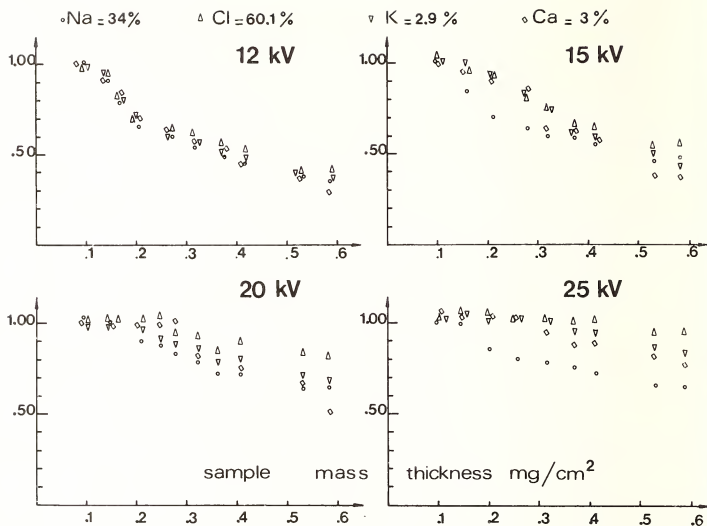 ∘Na = 34% △ Cl = 60.1% ▽ K = 2.9 % ◇ Ca = 3%
12 kV
15 kV
1.00
.50
.1 .2 .3 .4 .5 .6
1.00
.50
.1 .2 .3 .4 .5 .6
20 kV
25 kV
1.00
.50
.1 .2 .3 .4 .5 .6
1.00
.50
.1 .2 .3 .4 .5 .6
sample mass thickness mg/cm²